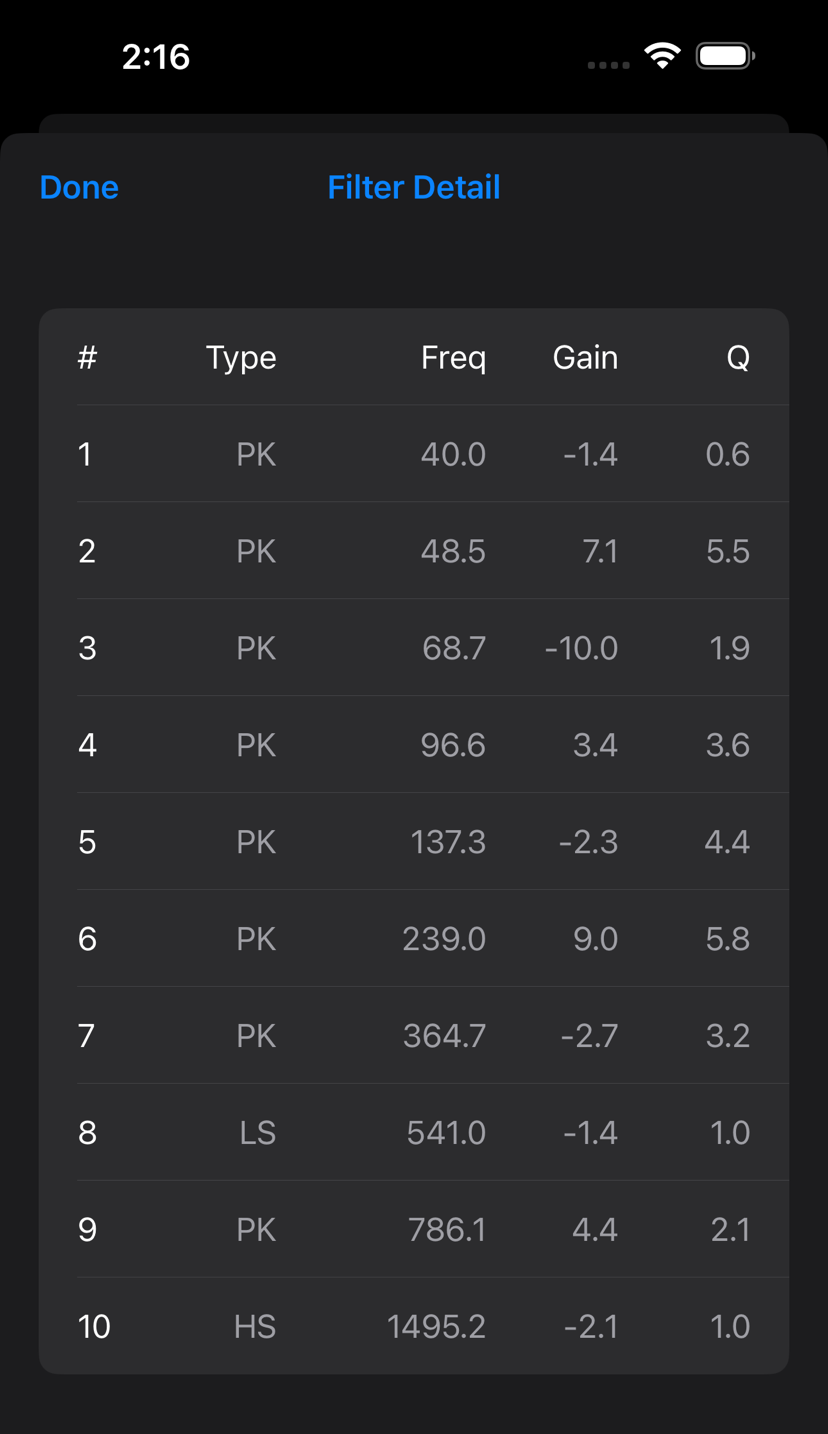 2:16
Done Filter Detail
# Type Freq Gain Q
1 PK 40.0 -1.4 0.6
2 PK 48.5 7.1 5.5
3 PK 68.7 -10.0 1.9
4 PK 96.6 3.4 3.6
5 PK 137.3 -2.3 4.4
6 PK 239.0 9.0 5.8
7 PK 364.7 -2.7 3.2
8 LS 541.0 -1.4 1.0
9 PK 786.1 4.4 2.1
10 HS 1495.2 -2.1 1.0